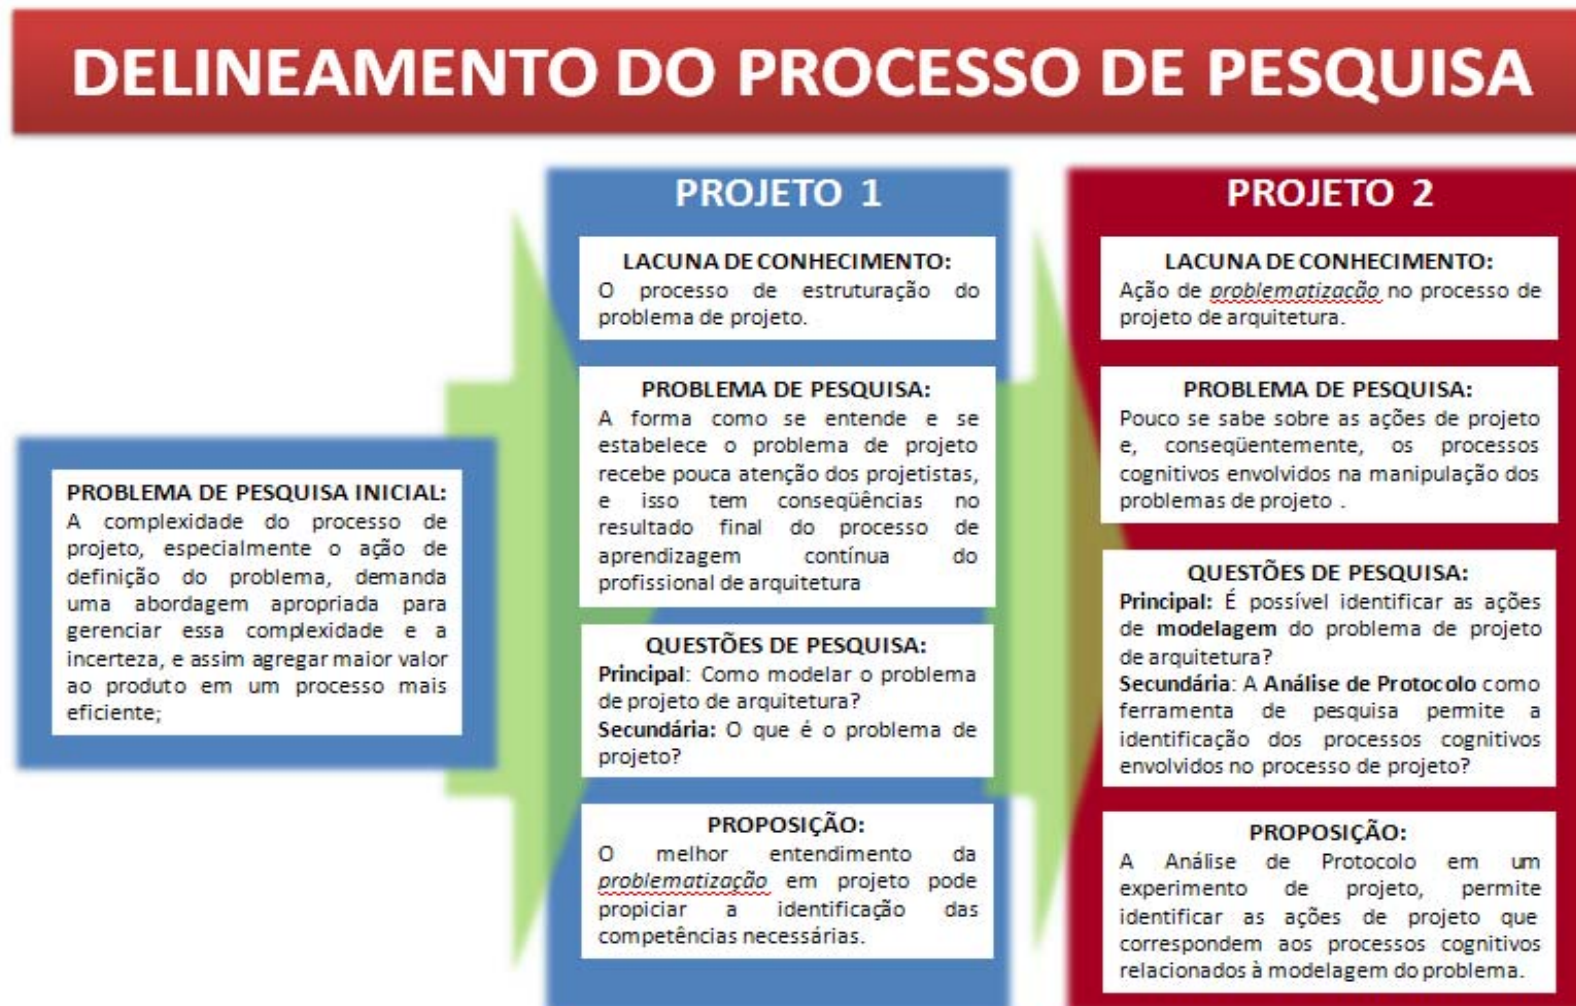 DELINEAMENTO DO PROCESSO DE PESQUISA
PROBLEMA DE PESQUISA INICIAL:
A complexidade do processo de
projeto, especialmente o ação de
definição do problema, demanda
uma abordagem apropriada para
gerenciar essa complexidade e a
incerteza, e assim agregar maior valor
ao produto em um processo mais
eficiente;
PROJETO 1
LACUNA DE CONHECIMENTO:
O processo de estruturação do
problema de projeto.
PROBLEMA DE PESQUISA:
A forma como se entende e se
estabelece o problema de projeto
recebe pouca atenção dos projetistas,
e isso tem conseqüências no
resultado final do processo de
aprendizagem contínua do
profissional de arquitetura
QUESTÕES DE PESQUISA:
Principal: Como modelar o problema
de projeto de arquitetura?
Secundária: O que é o problema de
projeto?
PROPOSIÇÃO:
O melhor entendimento da
problematização em projeto pode
propiciar a identificação das
competências necessárias.
PROJETO 2
LACUNA DE CONHECIMENTO:
Ação de problematização no processo de
projeto de arquitetura.
PROBLEMA DE PESQUISA:
Pouco se sabe sobre as ações de projeto
e, conseqüentemente, os processos
cognitivos envolvidos na manipulação dos
problemas de projeto .
QUESTÕES DE PESQUISA:
Principal: É possível identificar as ações
de modelagem do problema de projeto
de arquitetura?
Secundária: A Análise de Protocolo como
ferramenta de pesquisa permite a
identificação dos processos cognitivos
envolvidos no processo de projeto?
PROPOSIÇÃO:
A Análise de Protocolo em um
experimento de projeto, permite
identificar as ações de projeto que
correspondem aos processos cognitivos
relacionados à modelagem do problema.